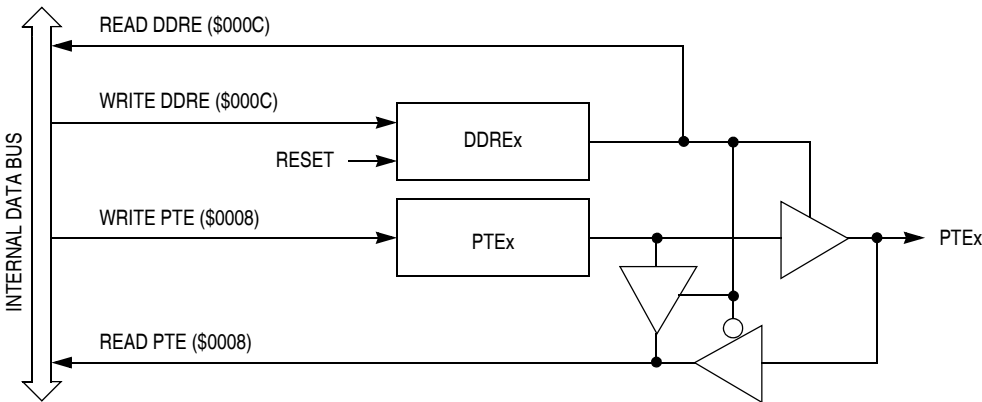 READ DDRE ($000C)
WRITE DDRE ($000C)
DDREx
RESET
INTERNAL DATA BUS
WRITE PTE ($0008)
PTEx
PTEx
READ PTE ($0008)